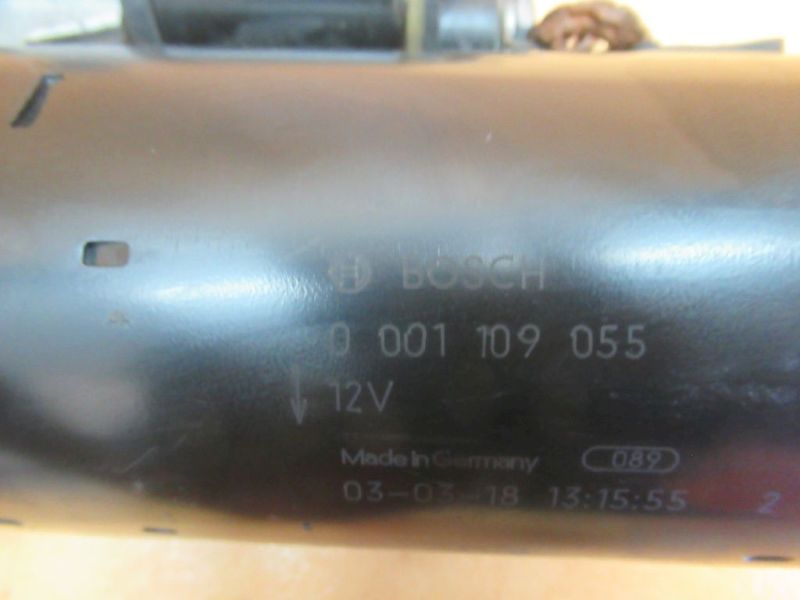 BOSCH
0 001 109 055
12V
Made in Germany 089
03-03-18 13:15:55 2